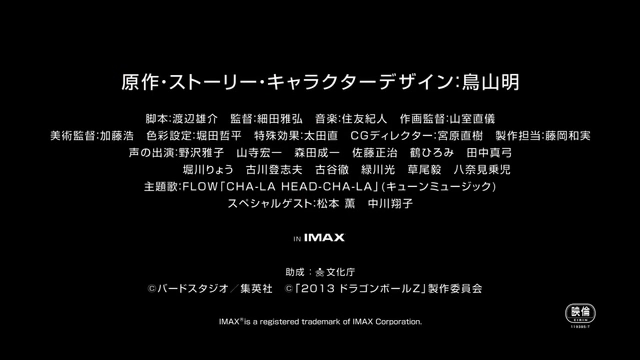 原作・ストーリー・キャラクターデザイン：鳥山明
脚本：渡辺雄介　監督：細田雅弘　音楽：住友紀人　作画監督：山室直儀
美術監督：加藤浩　色彩設定：堀田哲平　特殊効果：太田直　CGディレクター：宮原直樹　製作担当：藤岡和実
声の出演：野沢雅子　山寺宏一　森田成一　佐藤正治　鶴ひろみ　田中真弓
堀川りょう　古川登志夫　古谷徹　緑川光　草尾毅　八奈見乗児
主題歌：FLOW「CHA-LA HEAD-CHA-LA」（キューンミュージック）
スペシャルゲスト：松本 薫　中川翔子
IN IMAX
助成：文化庁
©バードスタジオ／集英社　©「2013 ドラゴンボールZ」製作委員会
映倫
EIRIN
IMAX®is a registered trademark of IMAX Corporation.